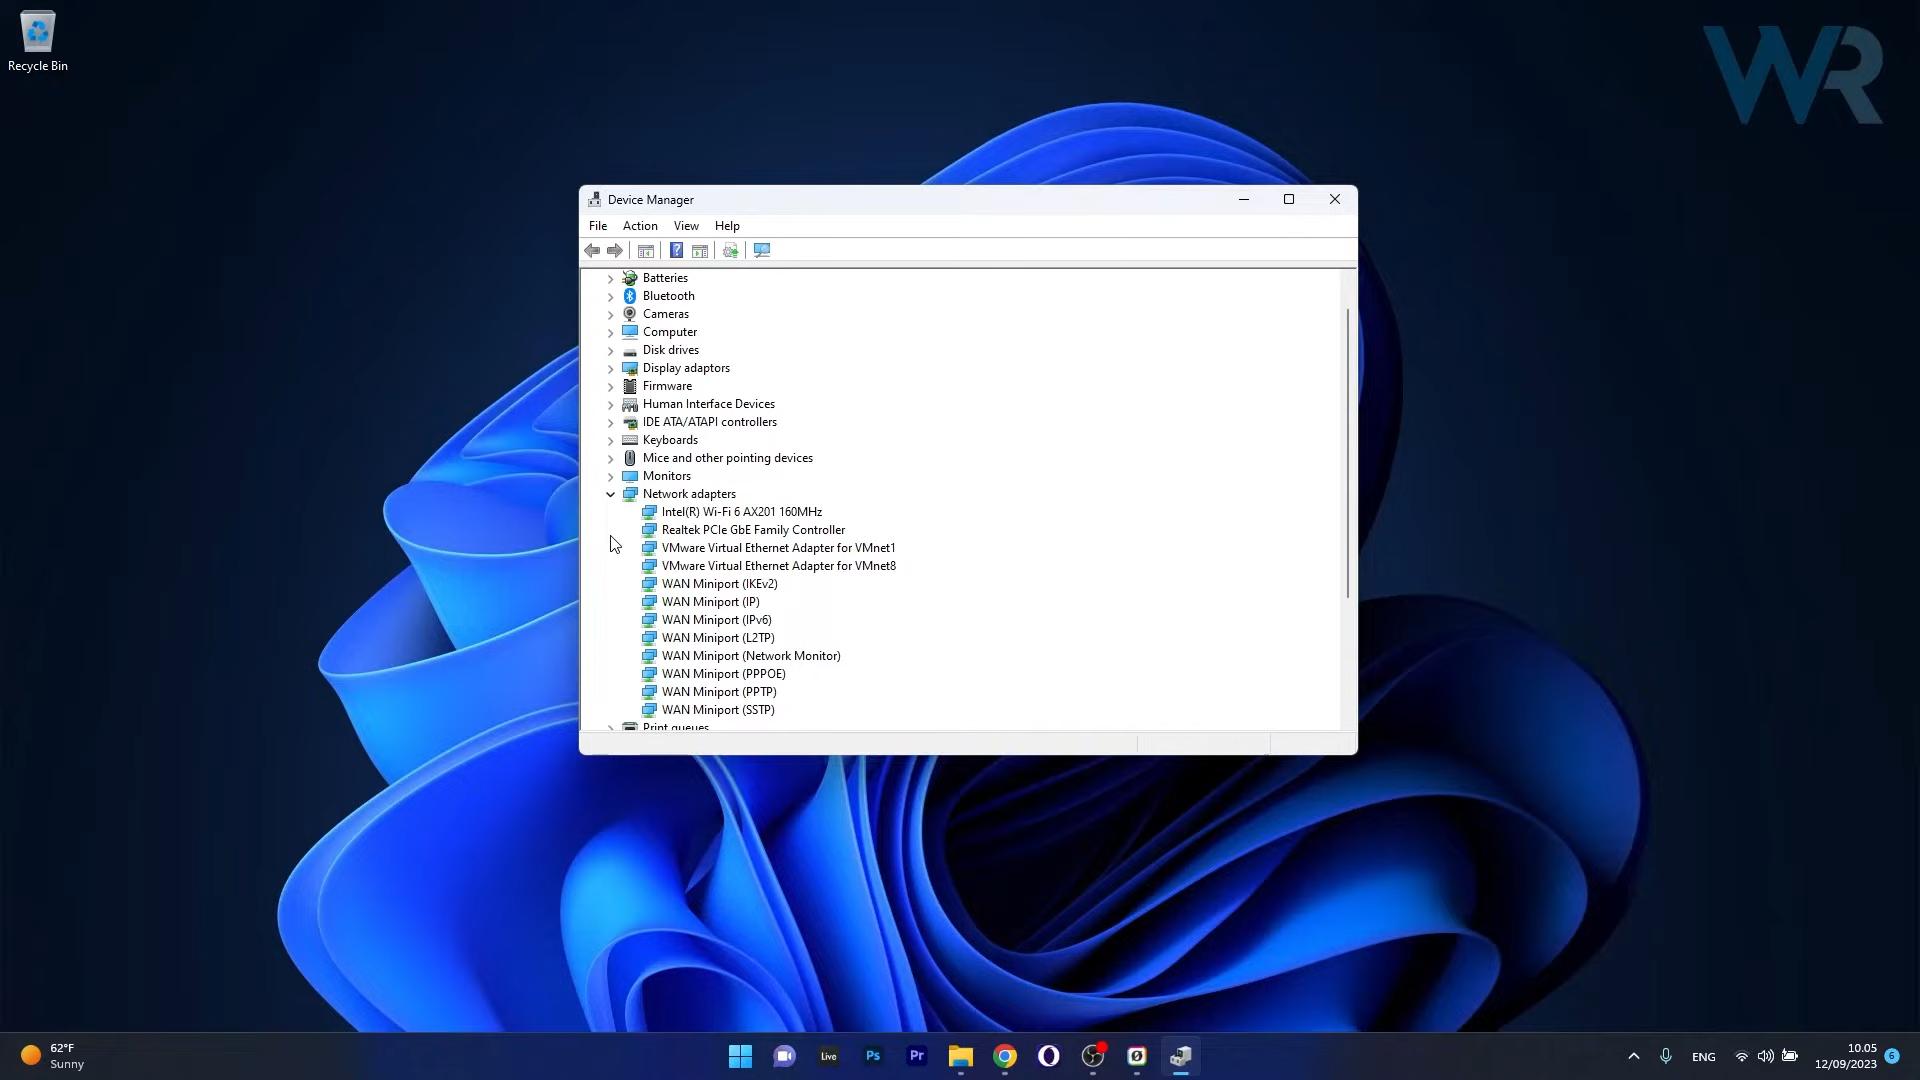 Recycle Bin
WR
Device Manager
File Action View Help
Batteries
Bluetooth
Cameras
Computer
Disk drives
Display adaptors
Firmware
Human Interface Devices
IDE ATA/ATAPI controllers
Keyboards
Mice and other pointing devices
Monitors
Network adapters
Intel(R) Wi-Fi 6 AX201 160MHz
Realtek PCIe GbE Family Controller
VMware Virtual Ethernet Adapter for VMnet1
VMware Virtual Ethernet Adapter for VMnet8
WAN Miniport (IKEv2)
WAN Miniport (IP)
WAN Miniport (IPv6)
WAN Miniport (L2TP)
WAN Miniport (Network Monitor)
WAN Miniport (PPPOE)
WAN Miniport (PPTP)
WAN Miniport (SSTP)
Print queues
62°F
Sunny
Live
Ps
Pr
ENG
10.05
12/09/2023
6